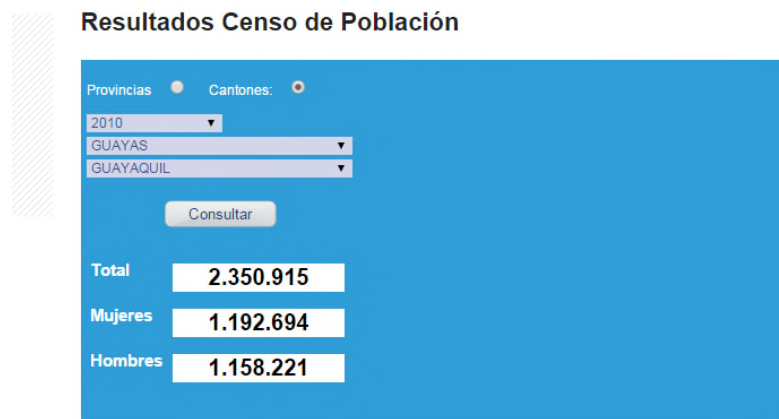 Resultados Censo de Población
Provincias Cantones:
2010
GUAYAS
GUAYAQUIL
Consultar
Total 2.350.915
Mujeres 1.192.694
Hombres 1.158.221